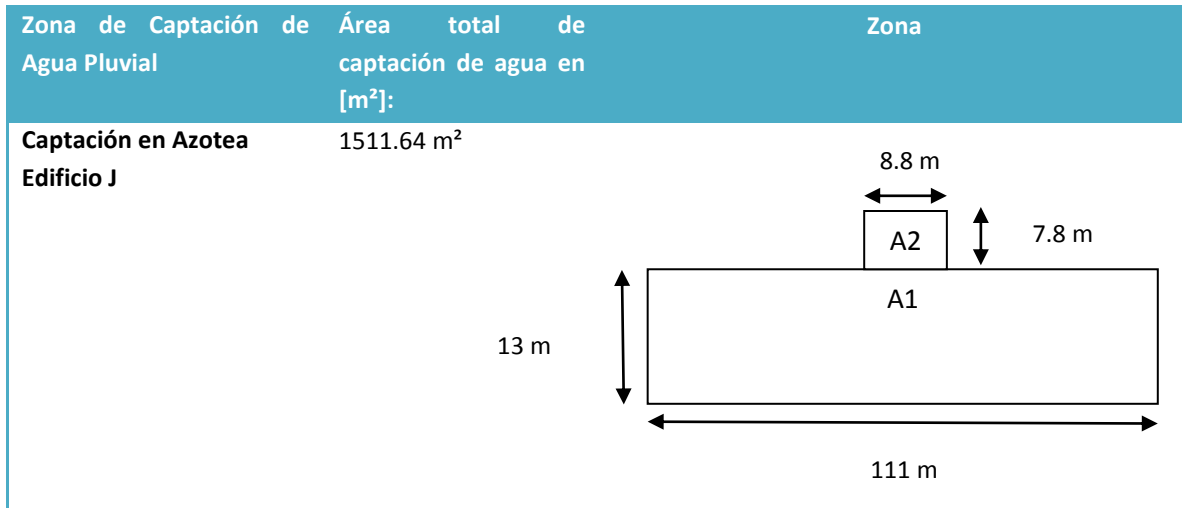 Zona de Captación de
Agua Pluvial
Área total de
captación de agua en
[m²]:
Zona
Captación en Azotea
Edificio J
1511.64 m²
8.8 m
A2
7.8 m
A1
13 m
111 m